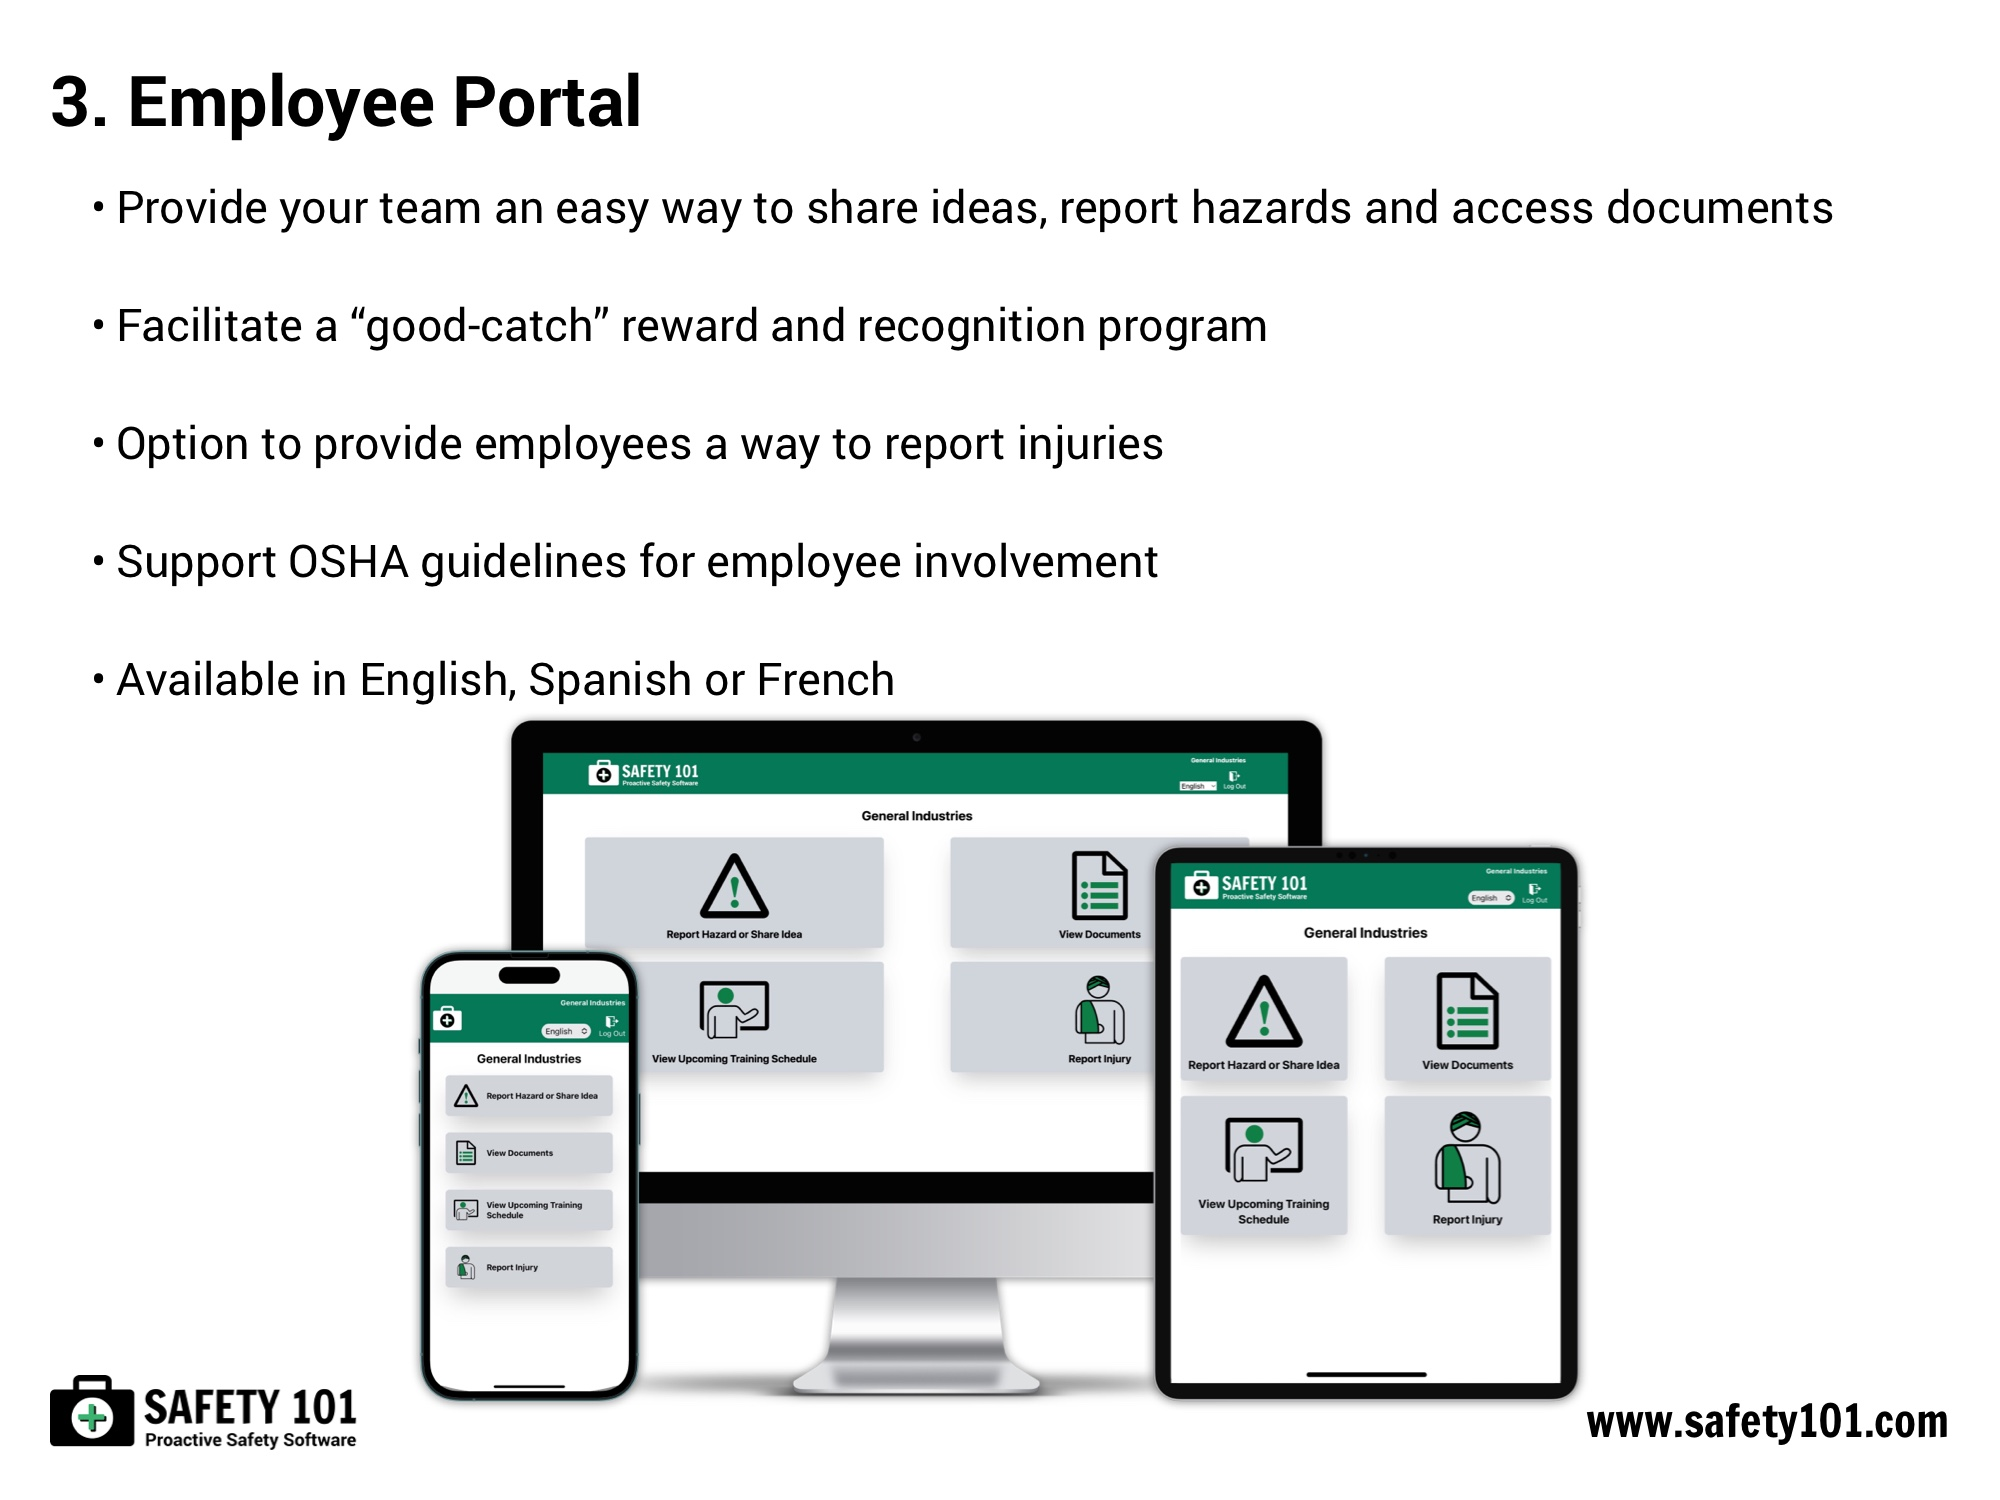 3. Employee Portal
• Provide your team an easy way to share ideas, report hazards and access documents
• Facilitate a “good-catch” reward and recognition program
• Option to provide employees a way to report injuries
• Support OSHA guidelines for employee involvement
• Available in English, Spanish or French
SAFETY 101
Proactive Safety Software
General Industries
English
Log Out
General Industries
Report Hazard or Share Idea
View Documents
View Upcoming Training Schedule
Report Injury
General Industries
English
Log Out
General Industries
Report Hazard or Share Idea
View Documents
View Upcoming Training
Schedule
Report Injury
SAFETY 101
Proactive Safety Software
General Industries
English
Log Out
General Industries
Report Hazard or Share Idea
View Documents
View Upcoming Training
Schedule
Report Injury
SAFETY 101
Proactive Safety Software
www.safety101.com